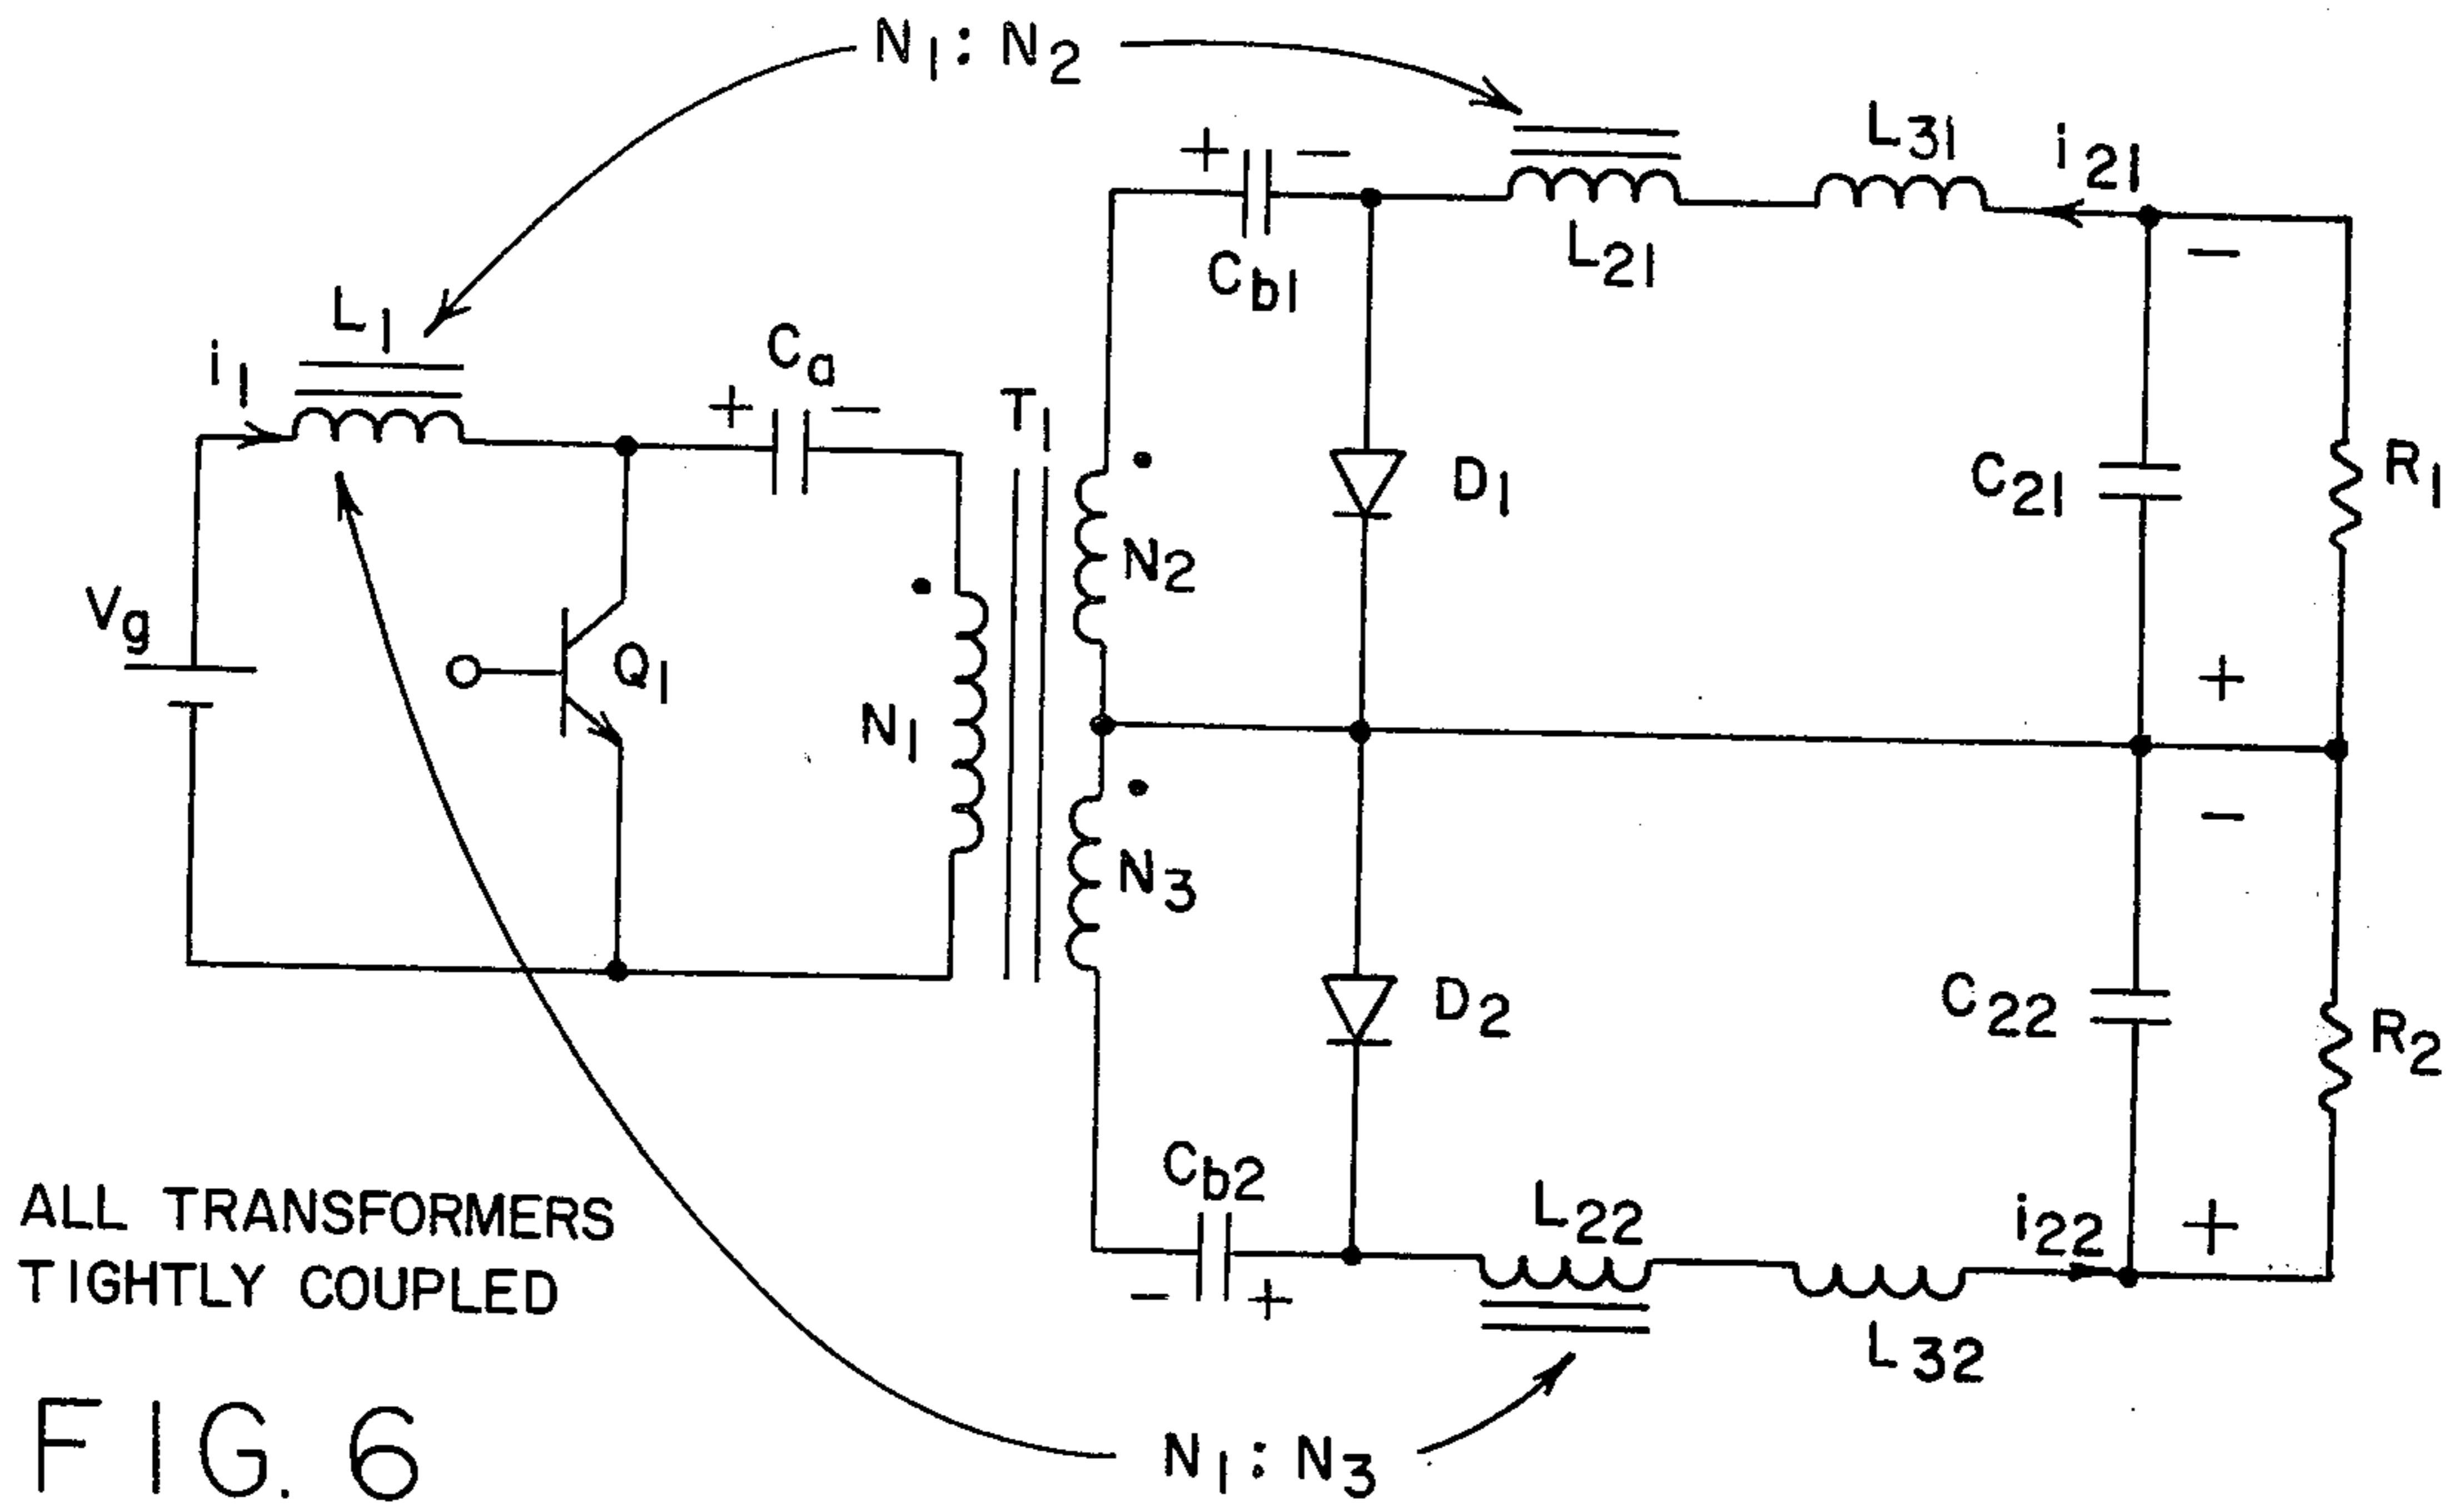 N1 : N2
L31
i21
+
−
L1
Cb1
L21
−
i1
Ca
+
−
T1
D1
C21
R1
N2
Vg
Q1
+
N1
−
N3
D2
C22
R2
Cb2
ALL TRANSFORMERS
TIGHTLY COUPLED
L22
i22
+
−
+
L32
FIG. 6
N1 : N3